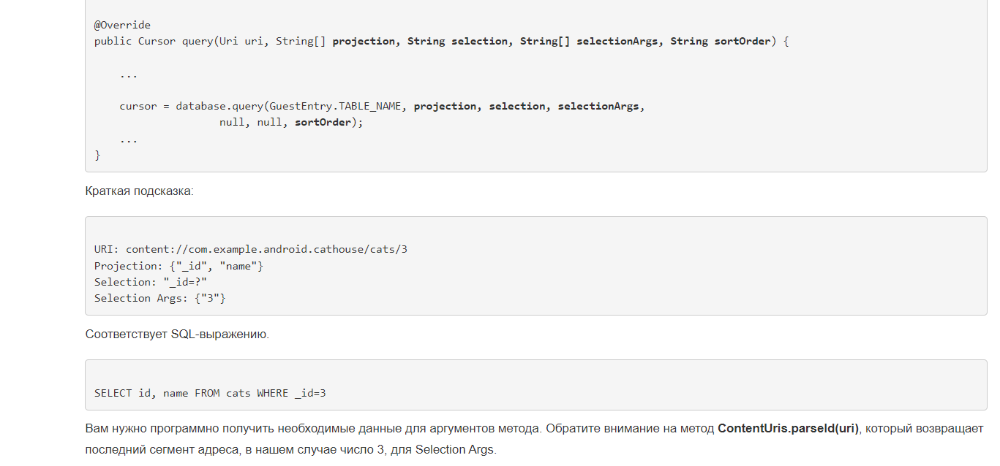 @Override
public Cursor query(Uri uri, String[] projection, String selection, String[] selectionArgs, String sortOrder) {
...
cursor = database.query(GuestEntry.TABLE_NAME, projection, selection, selectionArgs,
null, null, sortOrder);
...
}
Краткая подсказка:
URI: content://com.example.android.cathouse/cats/3
Projection: {"_id", "name"}
Selection: "_id=?"
Selection Args: {"3"}
Соответствует SQL-выражению.
SELECT id, name FROM cats WHERE _id=3
Вам нужно программно получить необходимые данные для аргументов метода. Обратите внимание на метод ContentUris.parseId(uri), который возвращает
последний сегмент адреса, в нашем случае число 3, для Selection Args.